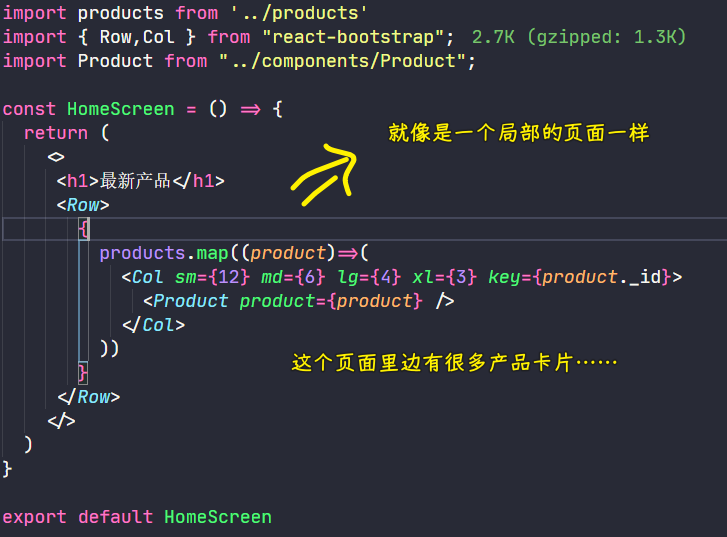 import products from '../products'
import { Row,Col } from "react-bootstrap"; 2.7K (gzipped: 1.3K)
import Product from "../components/Product";
const HomeScreen = () => {
return (
<>
就像是一个局部的页面一样
<h1>最新产品</h1>
<Row>
{
products.map((product)=>(
<Col sm={12} md={6} lg={4} xl={3} key={product._id}>
<Product product={product} />
</Col>
))
这个页面里边有很多产品卡片……
}
</Row>
</>
)
}
export default HomeScreen